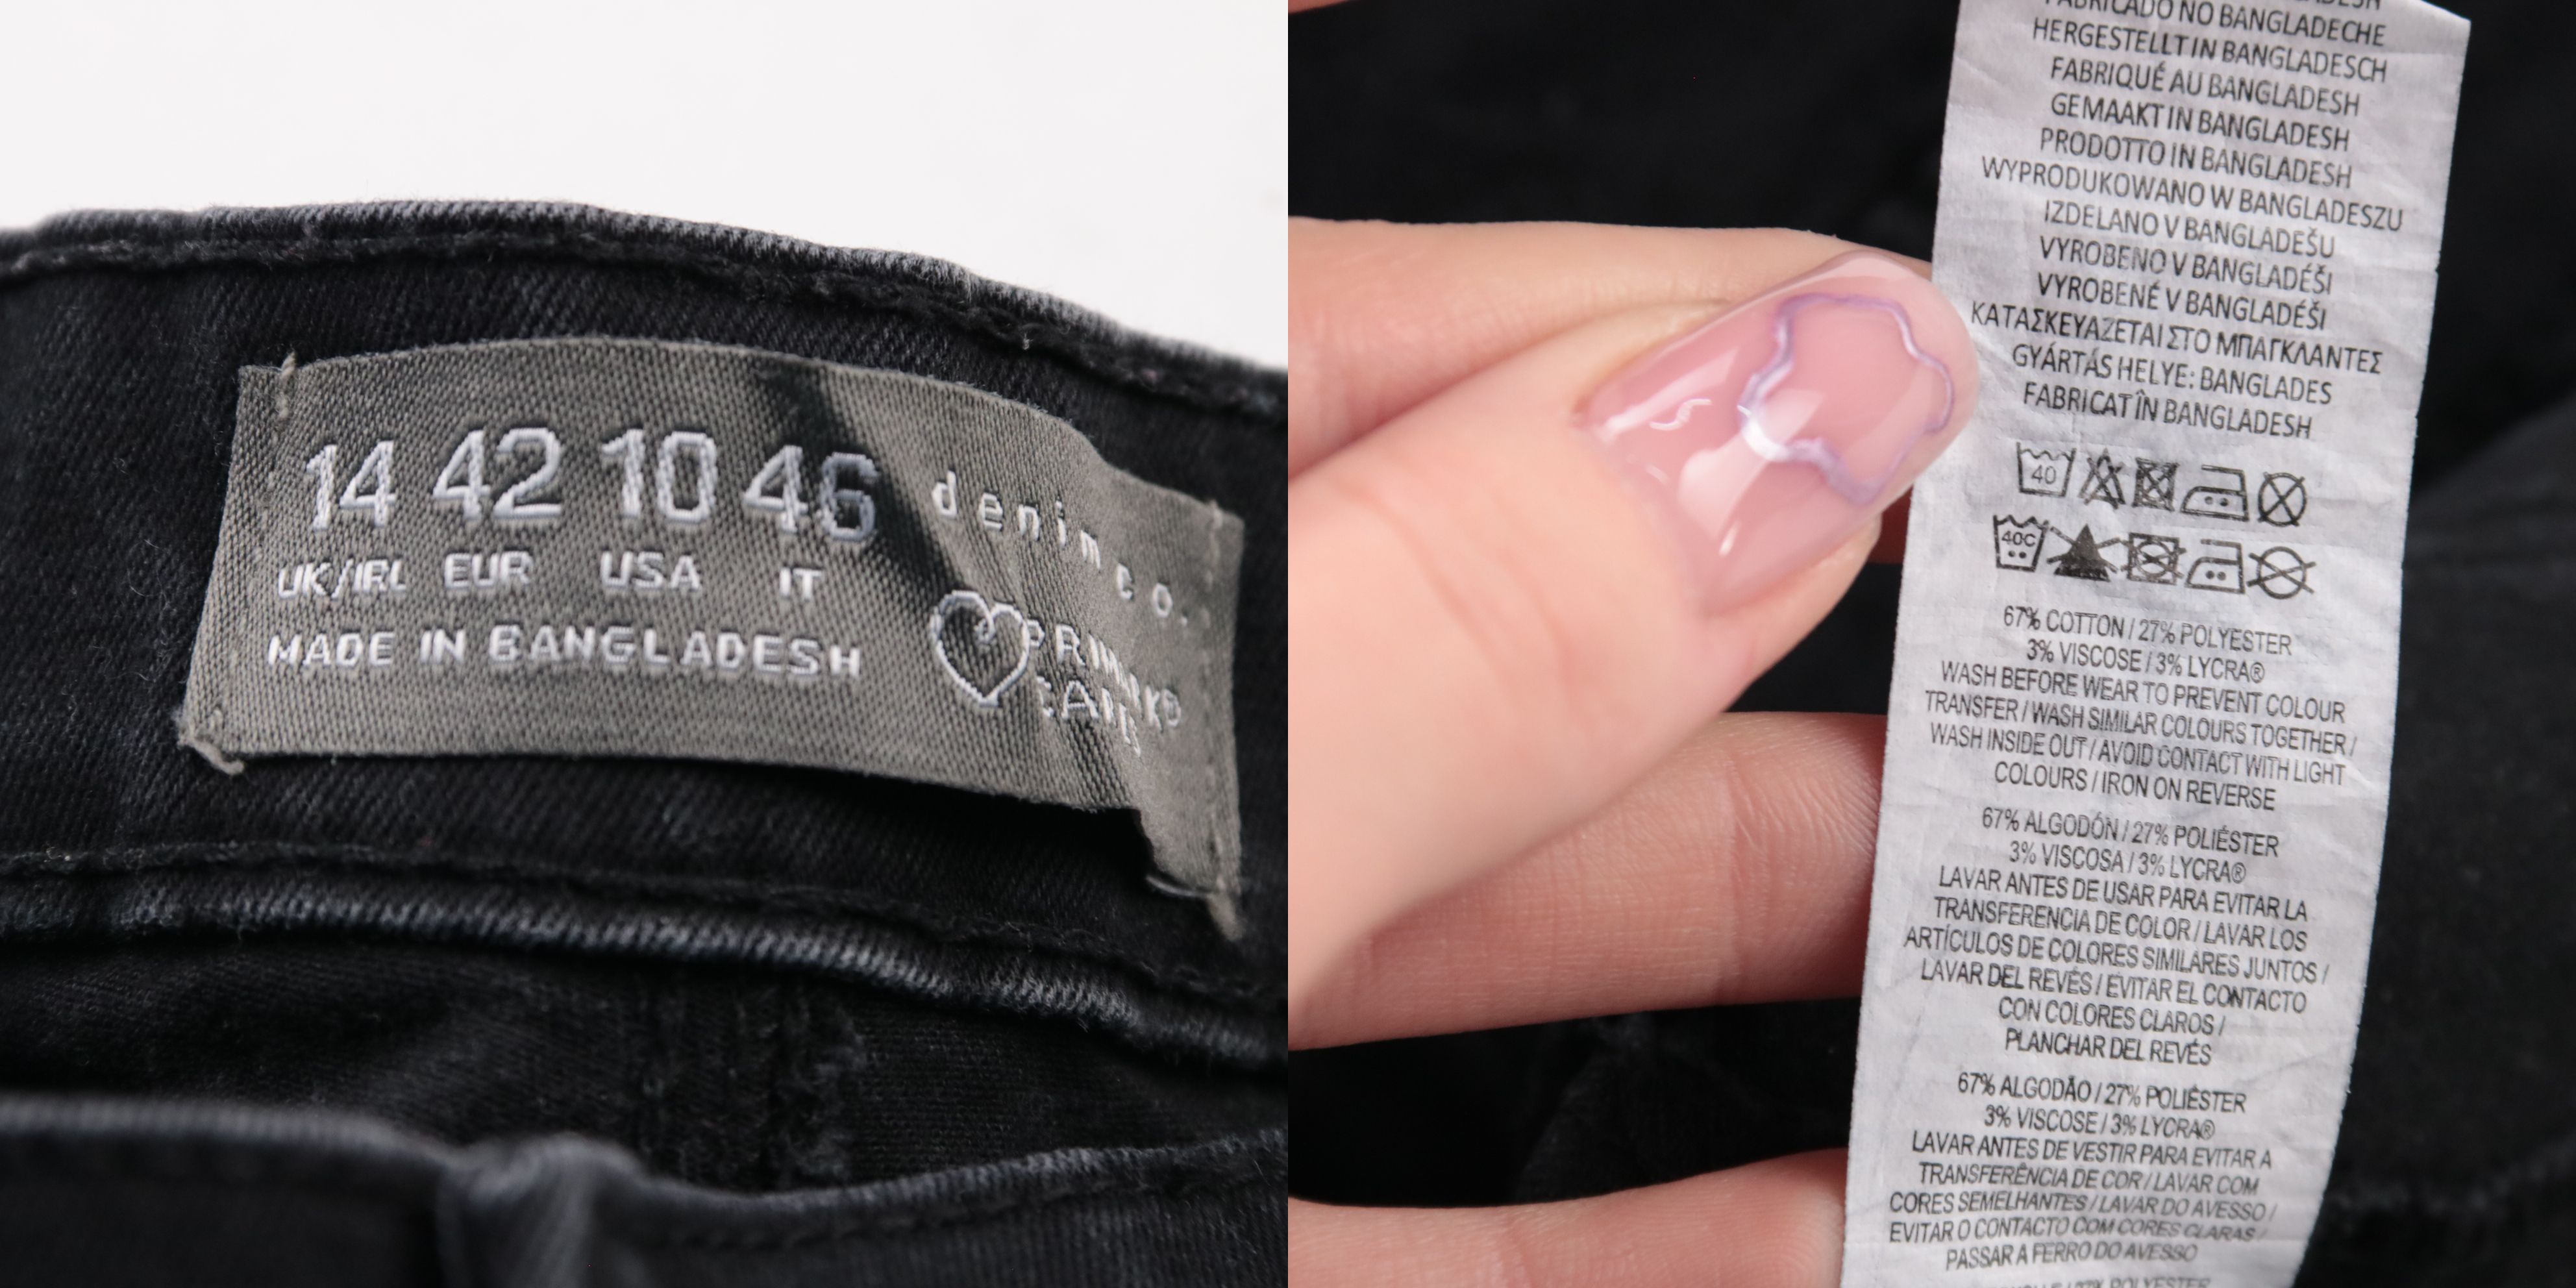 14 42 10 46
UK/IRL EUR USA IT
MADE IN BANGLADESH
denim co.
PRIMARK®
CARES
FABRICADO NO BANGLADECHE
HERGESTELLT IN BANGLADESCH
FABRIQUÉ AU BANGLADESH
GEMAAKT IN BANGLADESH
PRODOTTO IN BANGLADESH
WYPRODUKOWANO W BANGLADESZU
IZDELANO V BANGLADEŠU
VYROBENO V BANGLADÉŠI
VYROBENÉ V BANGLADÉŠI
ΚΑΤΑΣΚΕΥΑΖΕΤΑΙ ΣΤΟ ΜΠΑΓΚΛΑΝΤΕΣ
GYÁRTÁS HELYE: BANGLADES
FABRICAT ÎN BANGLADESH
40
40C
67% COTTON / 27% POLYESTER
3% VISCOSE / 3% LYCRA®
WASH BEFORE WEAR TO PREVENT COLOUR
TRANSFER / WASH SIMILAR COLOURS TOGETHER /
WASH INSIDE OUT / AVOID CONTACT WITH LIGHT
COLOURS / IRON ON REVERSE
67% ALGODÓN / 27% POLIÉSTER
3% VISCOSA / 3% LYCRA®
LAVAR ANTES DE USAR PARA EVITAR LA
TRANSFERENCIA DE COLOR / LAVAR LOS
ARTÍCULOS DE COLORES SIMILARES JUNTOS /
LAVAR DEL REVÉS / EVITAR EL CONTACTO
CON COLORES CLAROS /
PLANCHAR DEL REVÉS
67% ALGODÃO / 27% POLIÉSTER
3% VISCOSE / 3% LYCRA®
LAVAR ANTES DE VESTIR PARA EVITAR A
TRANSFERÊNCIA DE COR / LAVAR COM
CORES SEMELHANTES / LAVAR DO AVESSO /
EVITAR O CONTACTO COM CORES CLARAS /
PASSAR A FERRO DO AVESSO